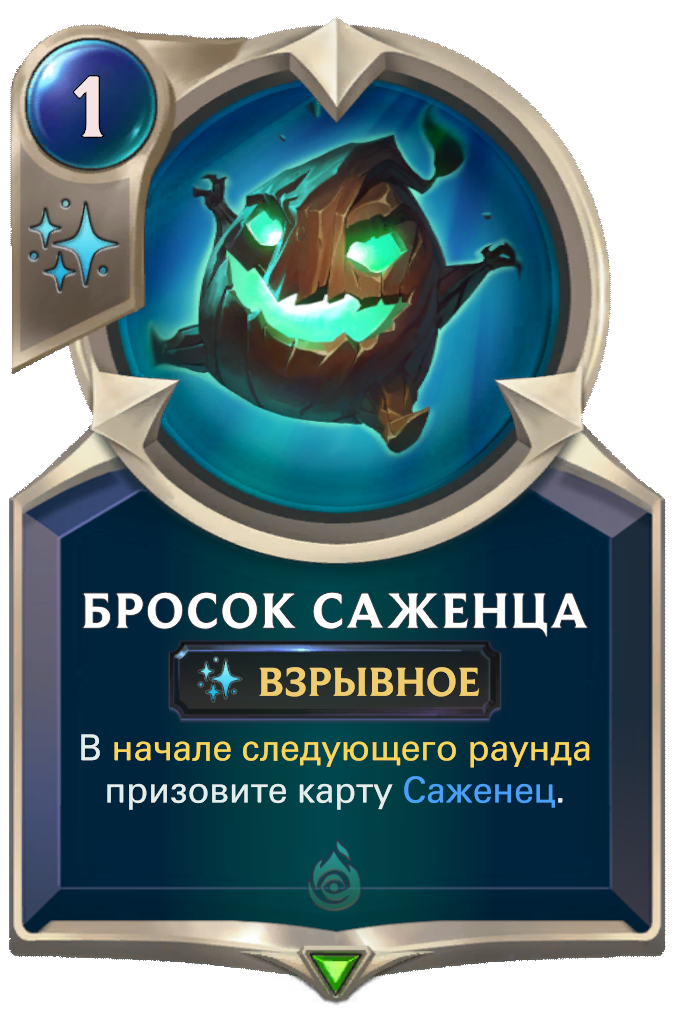 1
БРОСОК САЖЕНЦА
ВЗРЫВНОЕ
В начале следующего раунда
призовите карту Саженец.